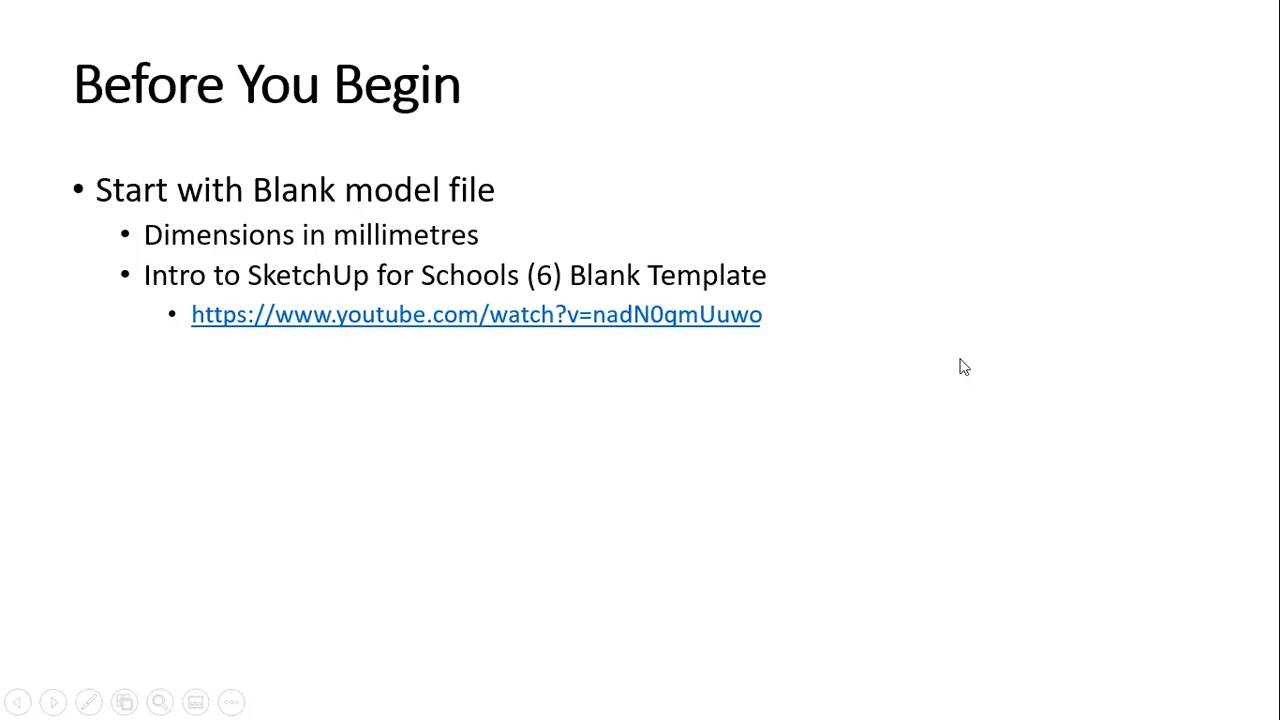 Before You Begin
• Start with Blank model file
• Dimensions in millimetres
• Intro to SketchUp for Schools (6) Blank Template
• https://www.youtube.com/watch?v=nadN0qmUuwo